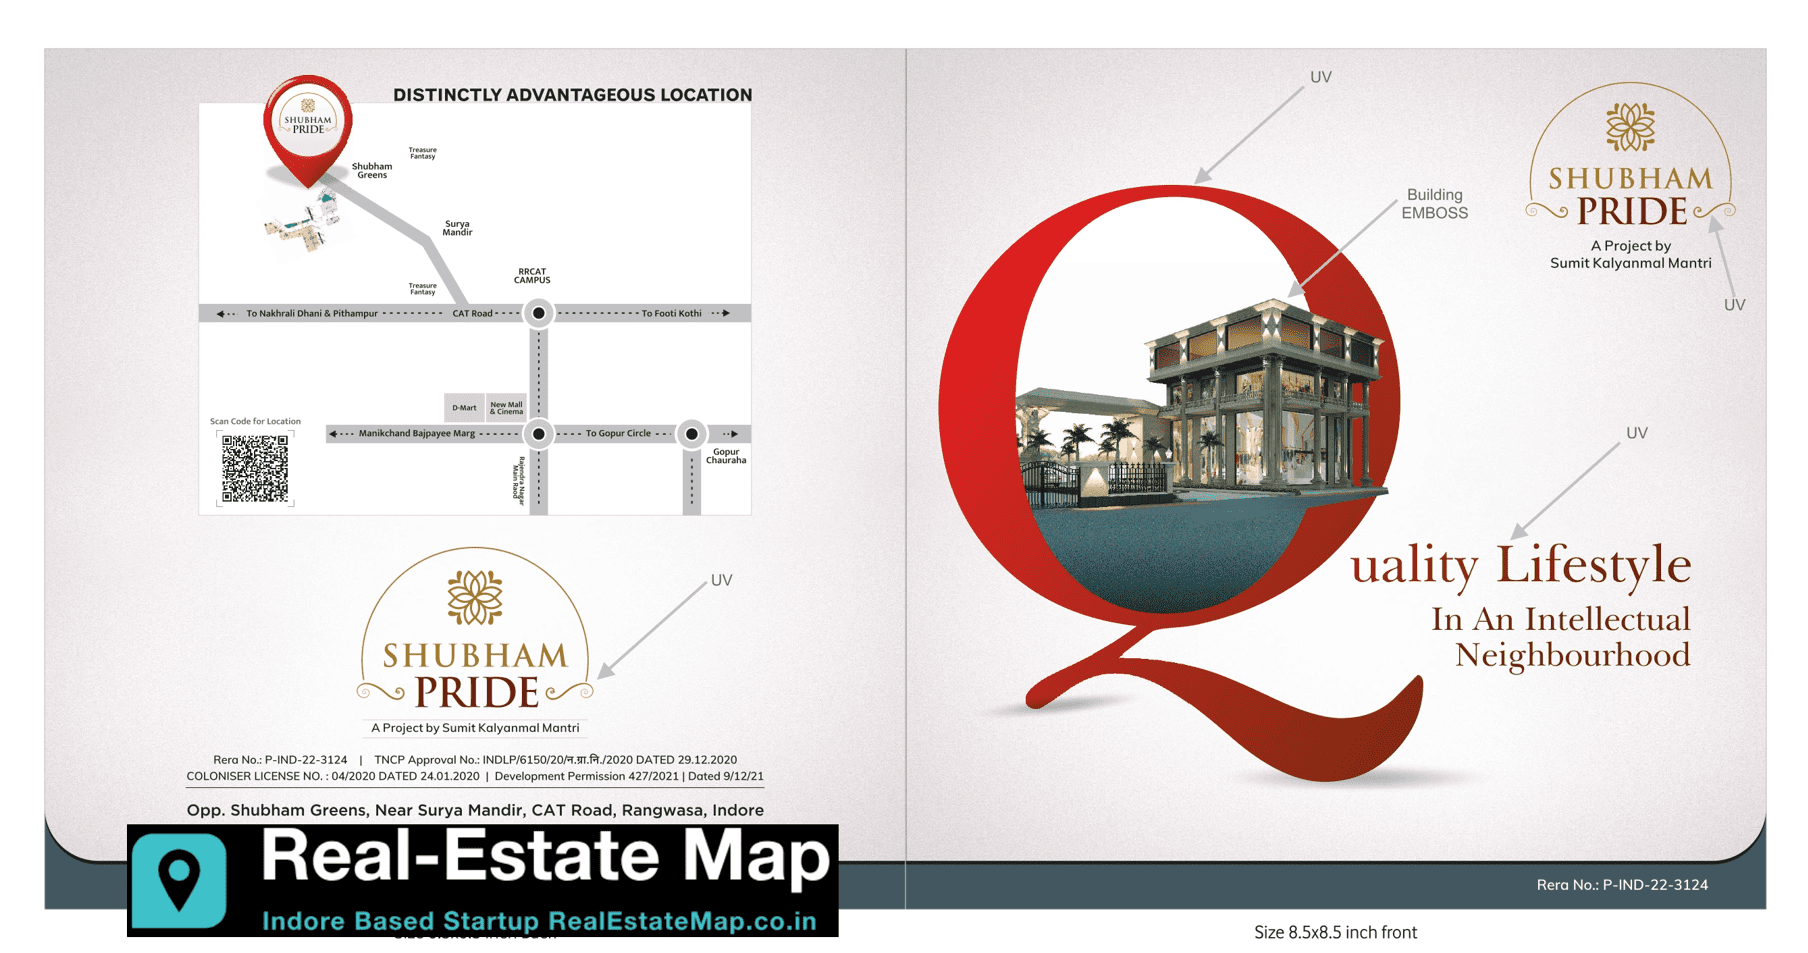 DISTINCTLY ADVANTAGEOUS LOCATION
SHUBHAM
PRIDE
Treasure
Fantasy
Shubham
Greens
Surya
Mandir
RRCAT
CAMPUS
Treasure
Fantasy
To Nakhrali Dhani & Pithampur
CAT Road
To Footi Kothi
D-Mart
New Mall
& Cinema
Scan Code for Location
Manikchand Bajpayee Marg
To Gopur Circle
Gopur
Chauraha
Rajendra Nagar
Main Raod
UV
SHUBHAM
PRIDE
A Project by Sumit Kalyanmal Mantri
Rera No.: P-IND-22-3124 | TNCP Approval No.: INDLP/6150/20/न.ग्रा.नि./2020 DATED 29.12.2020
COLONISER LICENSE NO. : 04/2020 DATED 24.01.2020 | Development Permission 427/2021 | Dated 9/12/21
Opp. Shubham Greens, Near Surya Mandir, CAT Road, Rangwasa, Indore
Real-Estate Map
Indore Based Startup RealEstateMap.co.in
UV
Building
EMBOSS
SHUBHAM
PRIDE
A Project by
Sumit Kalyanmal Mantri
UV
UV
Quality Lifestyle
In An Intellectual
Neighbourhood
Rera No.: P-IND-22-3124
Size 8.5x8.5 inch front